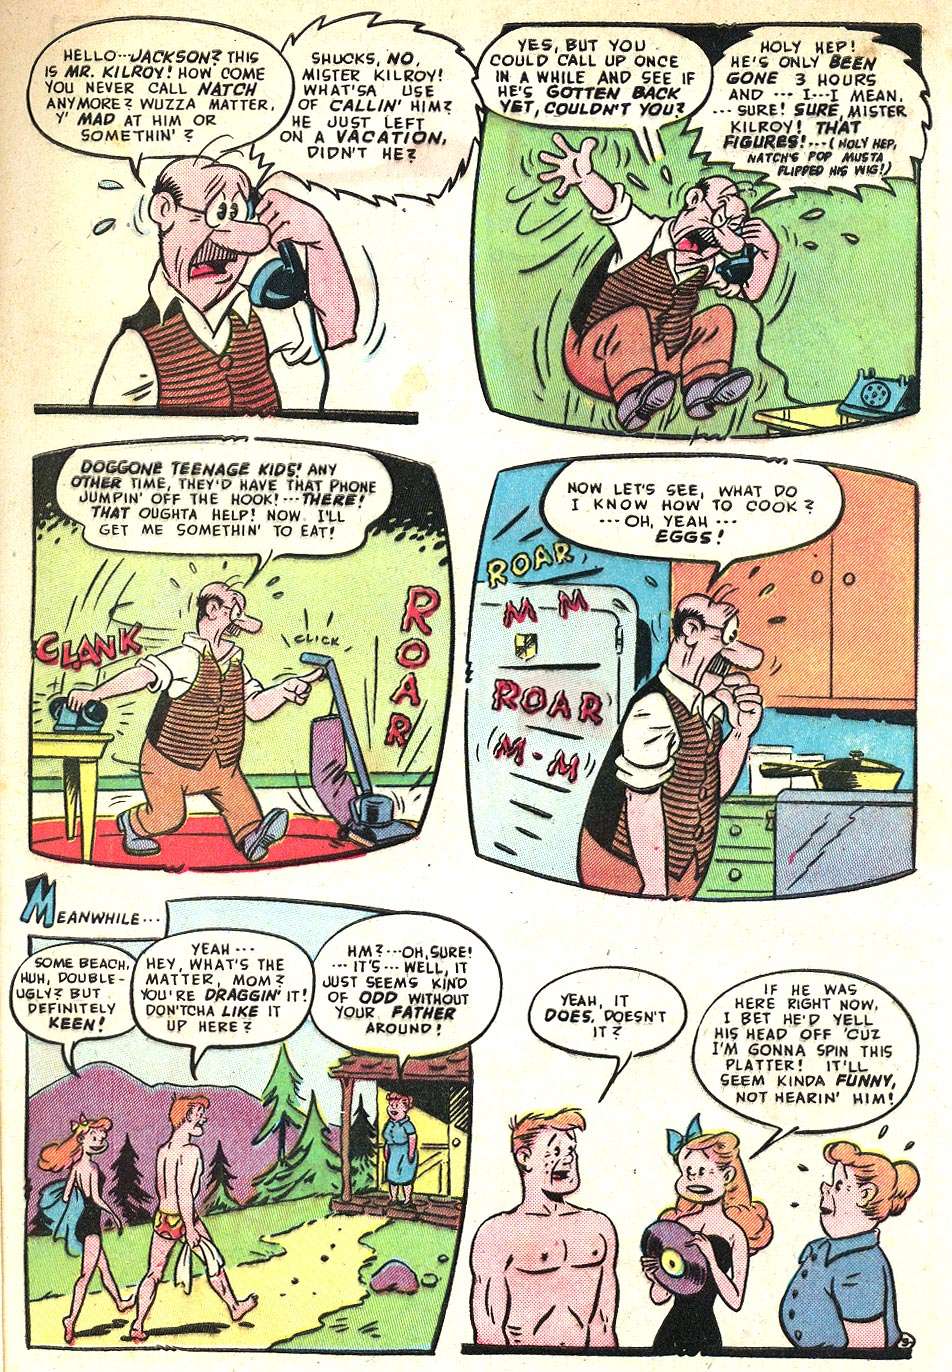 HELLO---JACKSON? THIS
IS MR. KILROY! HOW COME
YOU NEVER CALL NATCH
ANYMORE? WUZZA MATTER,
Y' MAD AT HIM OR
SOMETHIN'?
SHUCKS, NO,
MISTER KILROY!
WHAT'SA USE
OF CALLIN' HIM?
HE JUST LEFT
ON A VACATION,
DIDN'T HE?
YES, BUT YOU
COULD CALL UP ONCE
IN A WHILE AND SEE IF
HE'S GOTTEN BACK
YET, COULDN'T YOU?
HOLY HEP!
HE'S ONLY BEEN
GONE 3 HOURS
AND --- I---I MEAN,
--- SURE! SURE, MISTER
KILROY! THAT
FIGURES!---(HOLY HEP,
NATCH'S POP MUSTA
FLIPPED HIS WIG!)
DOGGONE TEENAGE KIDS! ANY
OTHER TIME, THEY'D HAVE THAT PHONE
JUMPIN' OFF THE HOOK!---THERE!
THAT OUGHTA HELP! NOW I'LL
GET ME SOMETHIN' TO EAT!
CLANK
CLICK
ROAR
NOW LET'S SEE, WHAT DO
I KNOW HOW TO COOK?
---OH, YEAH ---
EGGS!
ROAR
M M
ROAR
M-M
MEANWHILE---
SOME BEACH,
HUH, DOUBLE-
UGLY? BUT
DEFINITELY
KEEN!
YEAH ---
HEY, WHAT'S THE
MATTER, MOM?
YOU'RE DRAGGIN' IT!
DON'TCHA LIKE IT
UP HERE?
HM?---OH, SURE!
--- IT'S --- WELL, IT
JUST SEEMS KIND
OF ODD WITHOUT
YOUR FATHER
AROUND!
YEAH, IT
DOES, DOESN'T
IT?
IF HE WAS
HERE RIGHT NOW,
I BET HE'D YELL
HIS HEAD OFF 'CUZ
I'M GONNA SPIN THIS
PLATTER! IT'LL
SEEM KINDA FUNNY,
NOT HEARIN' HIM!